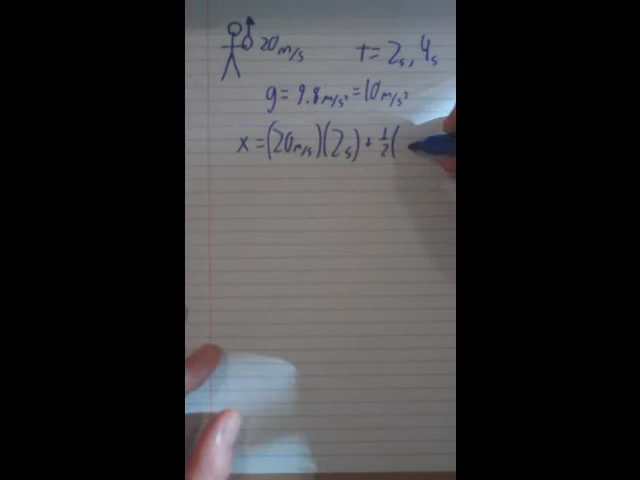 20m/s t= 2s, 4s
g= 9.8m/s² = 10m/s²
x = (20m/s)(2s) + ½(